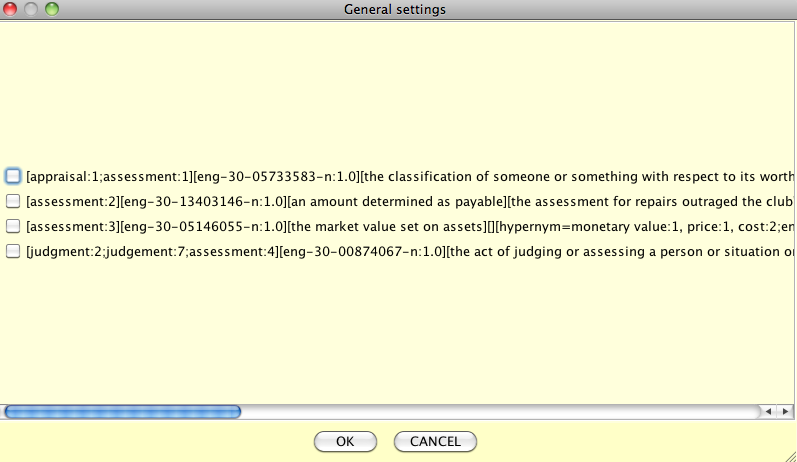 General settings
[appraisal:1;assessment:1][eng-30-05733583-n:1.0][the classification of someone or something with respect to its worth
[assessment:2][eng-30-13403146-n:1.0][an amount determined as payable][the assessment for repairs outraged the club
[assessment:3][eng-30-05146055-n:1.0][the market value set on assets][][hypernym=monetary value:1, price:1, cost:2;en
[judgment:2;judgement:7;assessment:4][eng-30-00874067-n:1.0][the act of judging or assessing a person or situation or
OK CANCEL